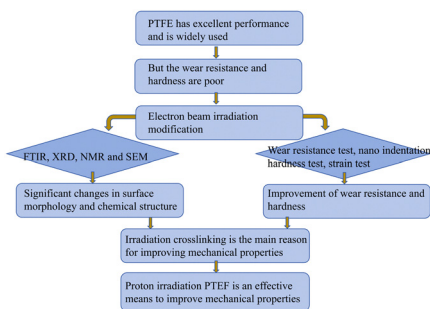 PTFE has excellent performance
and is widely used
But the wear resistance and
hardness are poor
Electron beam irradiation
modification
FTIR, XRD, NMR and SEM
Wear resistance test, nano indentation
hardness test, strain test
Significant changes in surface
morphology and chemical structure
Improvement of wear resistance and
hardness
Irradiation crosslinking is the main reason
for improving mechanical properties
Proton irradiation PTEF is an effective
means to improve mechanical properties